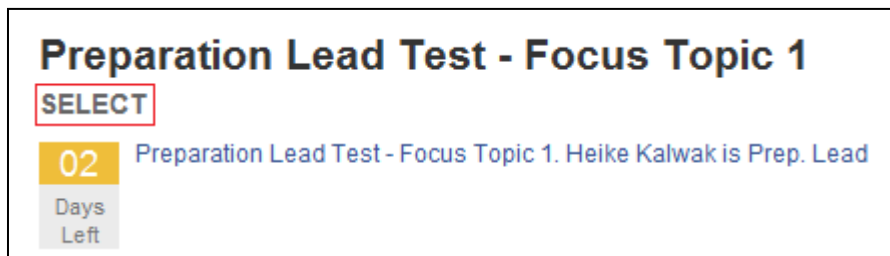 Preparation Lead Test - Focus Topic 1
SELECT
02
Days
Left
Preparation Lead Test - Focus Topic 1. Heike Kalwak is Prep. Lead